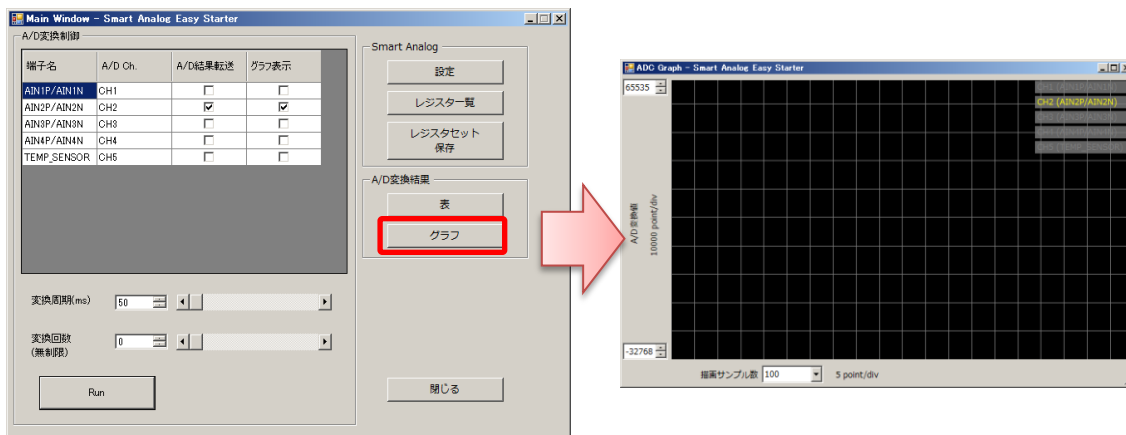 Main Window - Smart Analog Easy Starter
A/D変換制御
端子名 A/D Ch. A/D結果転送 グラフ表示
AIN1P/AIN1N CH1
AIN2P/AIN2N CH2
AIN3P/AIN3N CH3
AIN4P/AIN4N CH4
TEMP_SENSOR CH5
変換周期(ms) 50
変換回数 0
(無制限)
Run
Smart Analog
設定
レジスター覧
レジスタセット
保存
A/D変換結果
表
グラフ
閉じる
ADC Graph - Smart Analog Easy Starter
65535
CH2 (AIN2P/AIN2N)
A/D変換値
10000 point/div
-32768
描画サンプル数 100 5 point/div